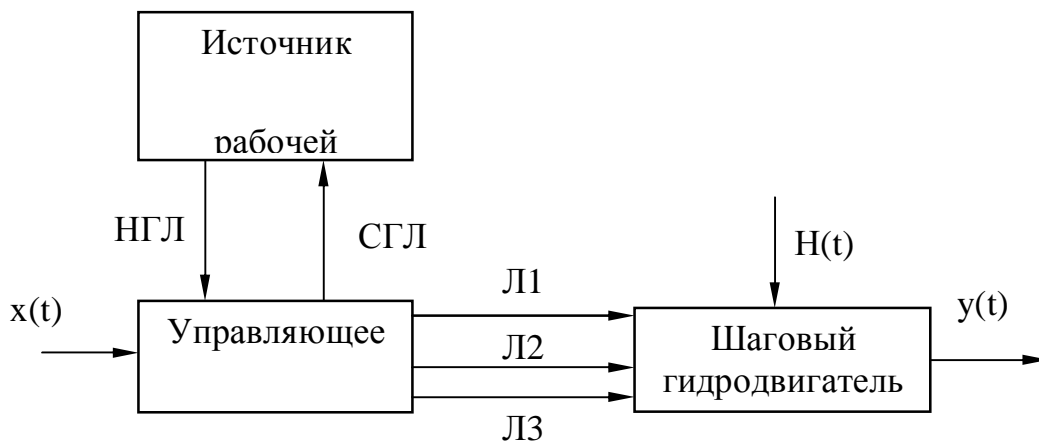 Источник
рабочей
НГЛ
СГЛ
H(t)
x(t)
Управляющее
Л1
Л2
Л3
Шаговый
гидродвигатель
y(t)